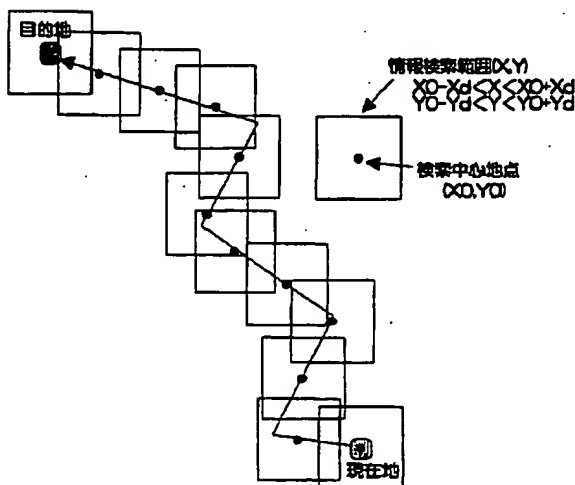 目的地
情報検索範囲(X,Y)
X0-Xd<X<X0+Xd
Y0-Yd<Y<Y0+Yd
検索中心地点
(X0,Y0)
現在地